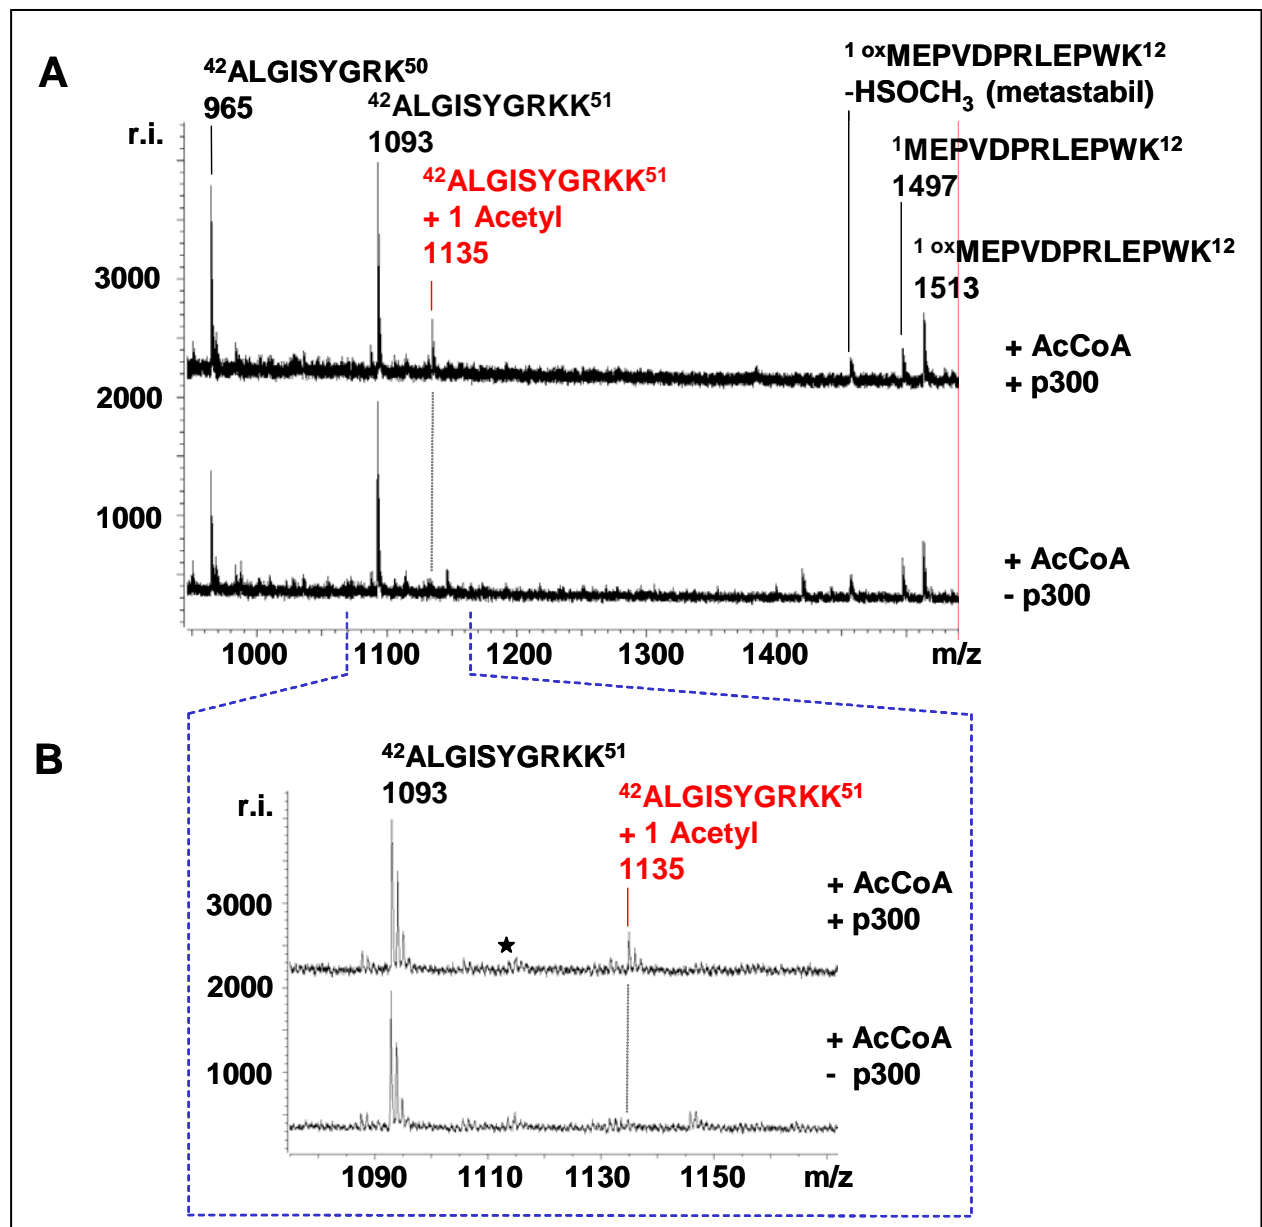 A
⁴²ALGISYGRK⁵⁰
965
⁴²ALGISYGRKK⁵¹
1093
⁴²ALGISYGRKK⁵¹
+ 1 Acetyl
1135
¹ ᵒˣMEPVDPRLEPWK¹²
-HSOCH₃ (metastabil)
¹MEPVDPRLEPWK¹²
1497
¹ ᵒˣMEPVDPRLEPWK¹²
1513
r.i.
3000
2000
1000
+ AcCoA
+ p300
+ AcCoA
- p300
1000 1100 1200 1300 1400 m/z
B
⁴²ALGISYGRKK⁵¹
1093
⁴²ALGISYGRKK⁵¹
+ 1 Acetyl
1135
r.i.
3000
2000
1000
+ AcCoA
+ p300
+ AcCoA
- p300
1090 1110 1130 1150 m/z